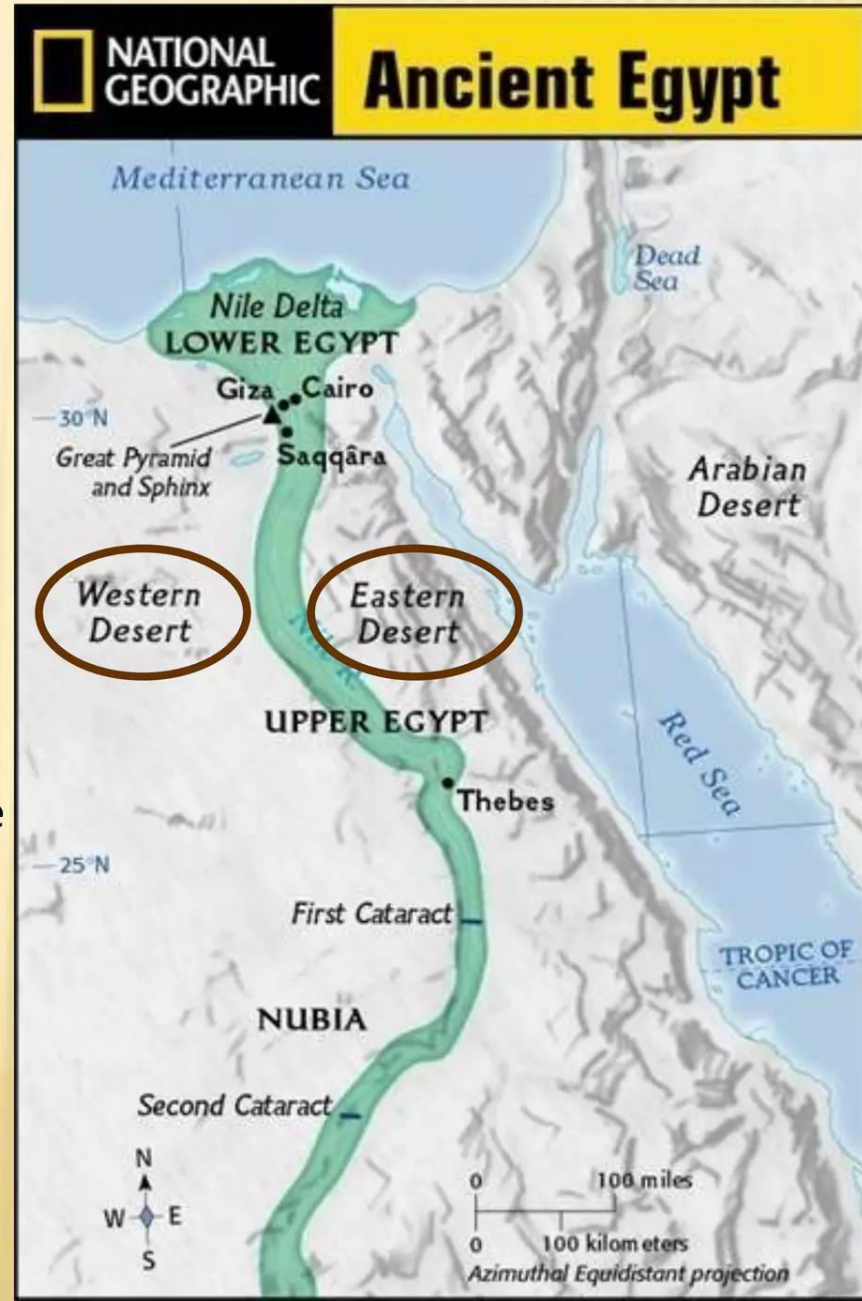 NATIONAL
GEOGRAPHIC
Ancient Egypt
Mediterranean Sea
Dead
Sea
Nile Delta
LOWER EGYPT
Giza
Cairo
30°N
Great Pyramid
and Sphinx
Saqqâra
Arabian
Desert
Western
Desert
Eastern
Desert
Nile R.
UPPER EGYPT
Red Sea
Thebes
e
25°N
First Cataract
TROPIC OF
CANCER
NUBIA
Second Cataract
N
W E
S
0 100 miles
0 100 kilometers
Azimuthal Equidistant projection